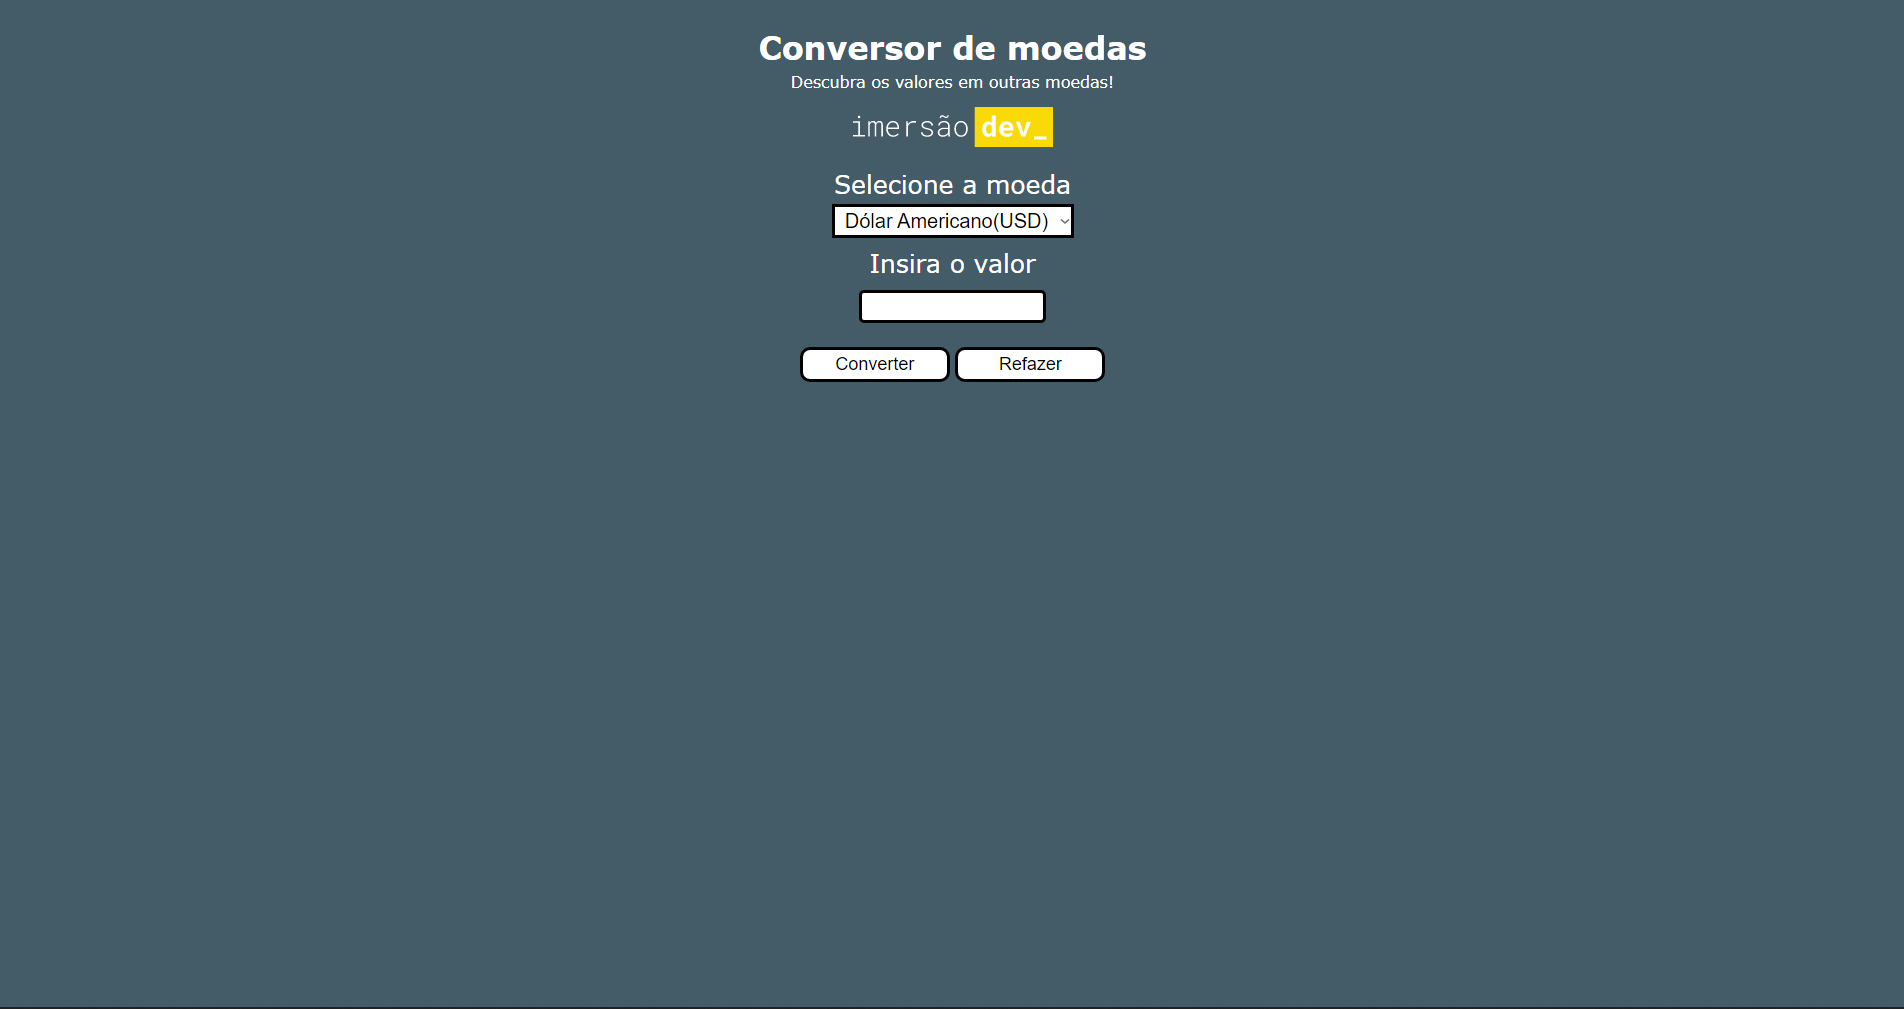 Conversor de moedas
Descubra os valores em outras moedas!
imersão dev_
Selecione a moeda
Dólar Americano(USD)
Insira o valor
Converter Refazer